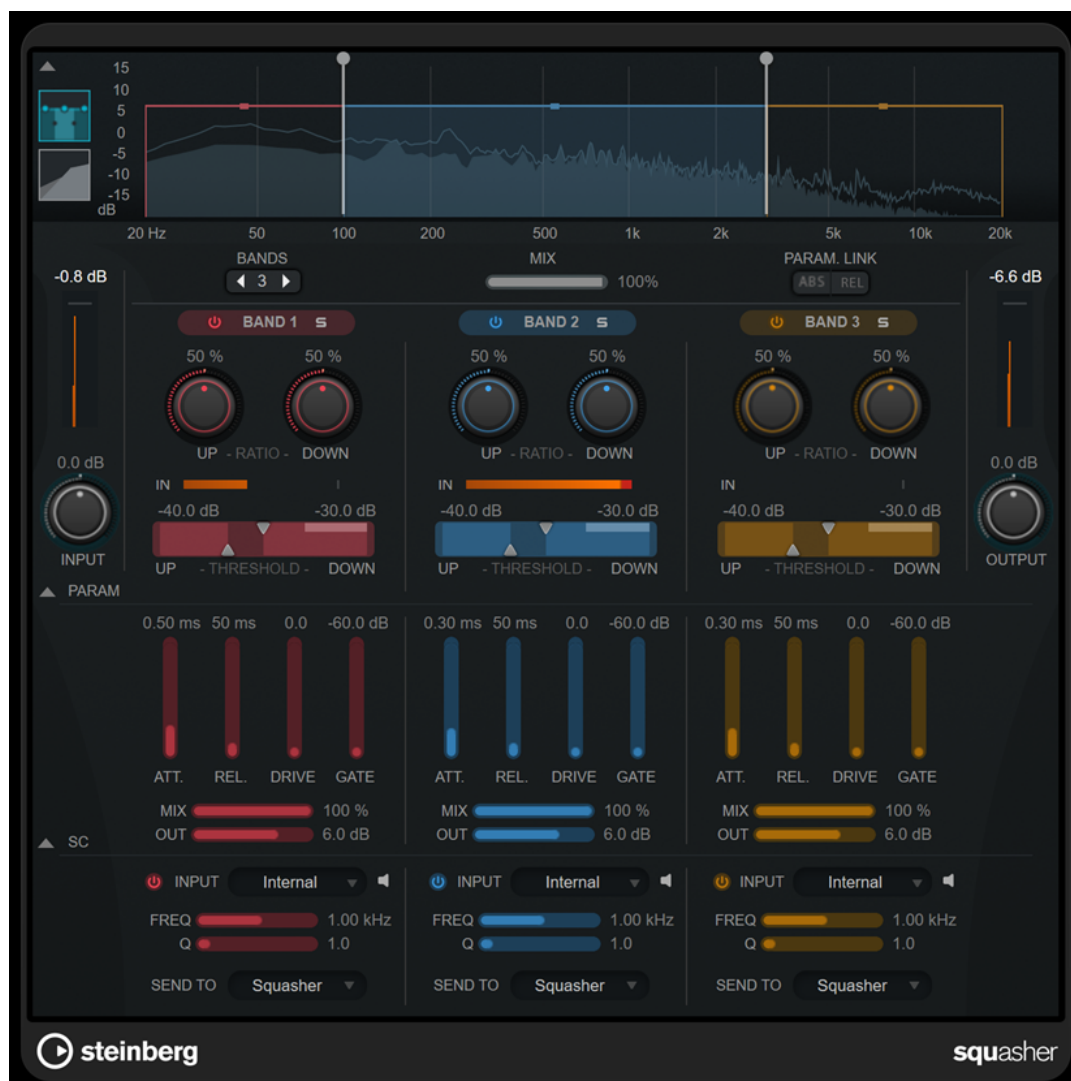 15
10
5
0
-5
-10
-15
dB
20 Hz 50 100 200 500 1k 2k 5k 10k 20k
BANDS MIX PARAM. LINK
-0.8 dB 3 100% ABS REL -6.6 dB
BAND 1 S BAND 2 S BAND 3 S
50 % 50 % 50 % 50 % 50 % 50 %
UP - RATIO - DOWN UP - RATIO - DOWN UP - RATIO - DOWN
0.0 dB 0.0 dB
IN IN IN
-40.0 dB -30.0 dB -40.0 dB -30.0 dB -40.0 dB -30.0 dB
INPUT OUTPUT
UP - THRESHOLD - DOWN UP - THRESHOLD - DOWN UP - THRESHOLD - DOWN
PARAM
0.50 ms 50 ms 0.0 -60.0 dB 0.30 ms 50 ms 0.0 -60.0 dB 0.30 ms 50 ms 0.0 -60.0 dB
ATT. REL. DRIVE GATE ATT. REL. DRIVE GATE ATT. REL. DRIVE GATE
MIX 100 % MIX 100 % MIX 100 %
OUT 6.0 dB OUT 6.0 dB OUT 6.0 dB
SC
INPUT Internal INPUT Internal INPUT Internal
FREQ 1.00 kHz FREQ 1.00 kHz FREQ 1.00 kHz
Q 1.0 Q 1.0 Q 1.0
SEND TO Squasher SEND TO Squasher SEND TO Squasher
steinberg squasher